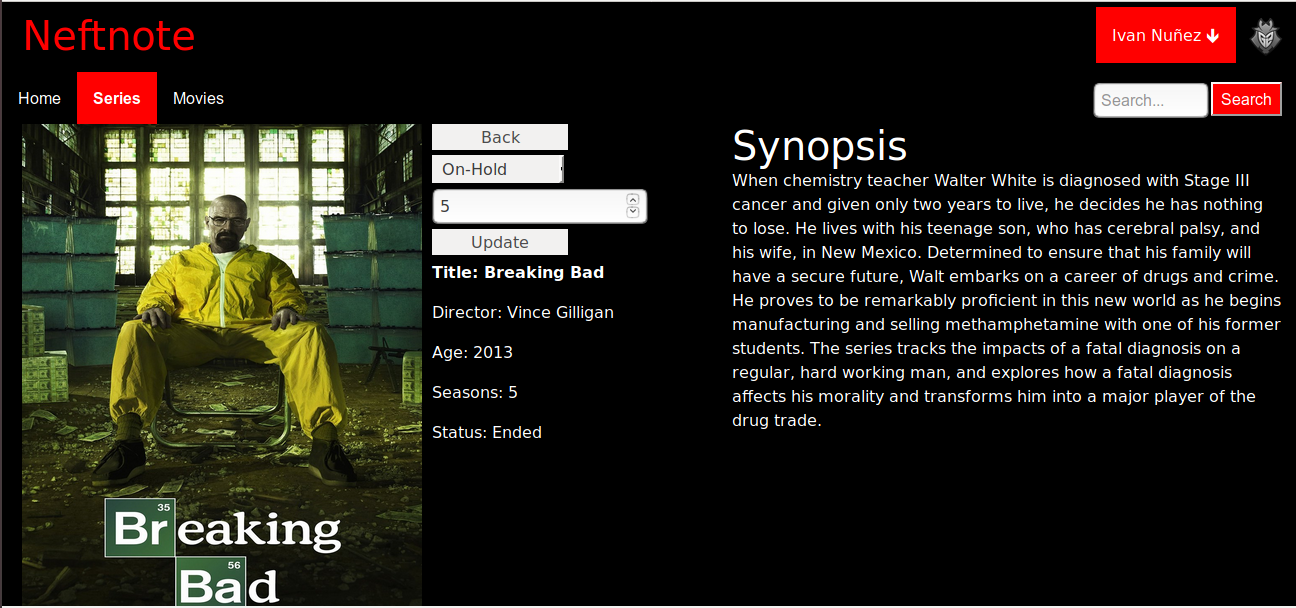 Neftnote
Ivan Nuñez
Home
Series
Movies
Search...
Search
Back
On-Hold
5
Update
Title: Breaking Bad
Director: Vince Gilligan
Age: 2013
Seasons: 5
Status: Ended
Synopsis
When chemistry teacher Walter White is diagnosed with Stage III
cancer and given only two years to live, he decides he has nothing
to lose. He lives with his teenage son, who has cerebral palsy, and
his wife, in New Mexico. Determined to ensure that his family will
have a secure future, Walt embarks on a career of drugs and crime.
He proves to be remarkably proficient in this new world as he begins
manufacturing and selling methamphetamine with one of his former
students. The series tracks the impacts of a fatal diagnosis on a
regular, hard working man, and explores how a fatal diagnosis
affects his morality and transforms him into a major player of the
drug trade.
35
Breaking
56
Bad